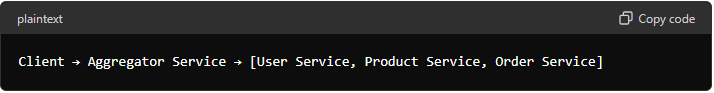 plaintext
Copy code
Client → Aggregator Service → [User Service, Product Service, Order Service]